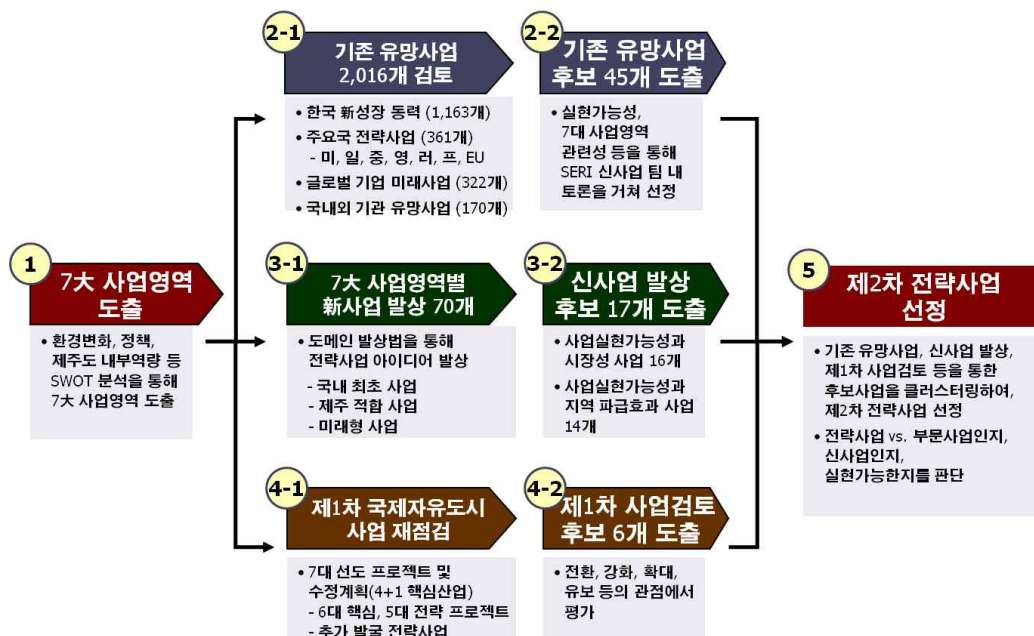 1
7大 사업영역
도출
• 환경변화, 정책,
제주도 내부역량 등
SWOT 분석을 통해
7大 사업영역 도출
2-1
기존 유망사업
2,016개 검토
• 한국 新성장 동력 (1,163개)
• 주요국 전략사업 (361개)
- 미, 일, 중, 영, 러, 프, EU
• 글로벌 기업 미래사업 (322개)
• 국내외 기관 유망사업 (170개)
2-2
기존 유망사업
후보 45개 도출
• 실현가능성,
7대 사업영역
관련성 등을 통해
SERI 신사업 팀 내
토론을 거쳐 선정
3-1
7大 사업영역별
新사업 발상 70개
• 도메인 발상법을 통해
전략사업 아이디어 발상
- 국내 최초 사업
- 제주 적합 사업
- 미래형 사업
3-2
신사업 발상
후보 17개 도출
• 사업실현가능성과
시장성 사업 16개
• 사업실현가능성과
지역 파급효과 사업
14개
4-1
제1차 국제자유도시
사업 재점검
• 7대 선도 프로젝트 및
수정계획(4+1 핵심산업)
- 6대 핵심, 5대 전략 프로젝트
- 추가 발굴 전략사업
4-2
제1차 사업검토
후보 6개 도출
• 전환, 강화, 확대,
유보 등의 관점에서
평가
5
제2차 전략사업
선정
• 기존 유망사업, 신사업 발상,
제1차 사업검토 등을 통한
후보사업을 클러스터링하여,
제2차 전략사업 선정
• 전략사업 vs. 부문사업인지,
신사업인지,
실현가능한지를 판단